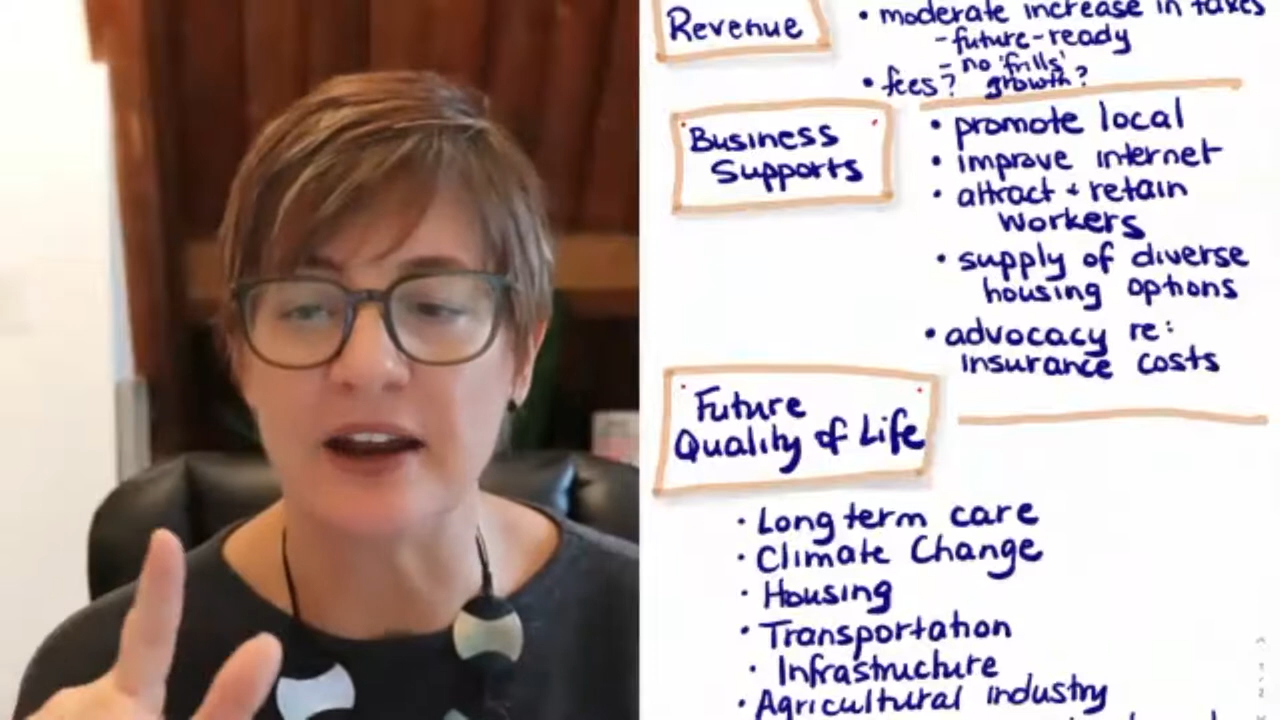 Revenue
• moderate increase in taxes
- future-ready
- no 'frills'
• fees? growth?
Business
Supports
• promote local
• improve internet
• attract + retain
workers
• supply of diverse
housing options
• advocacy re:
insurance costs
Future
Quality of Life
• Long term care
• Climate Change
• Housing
• Transportation
• Infrastructure
• Agricultural industry